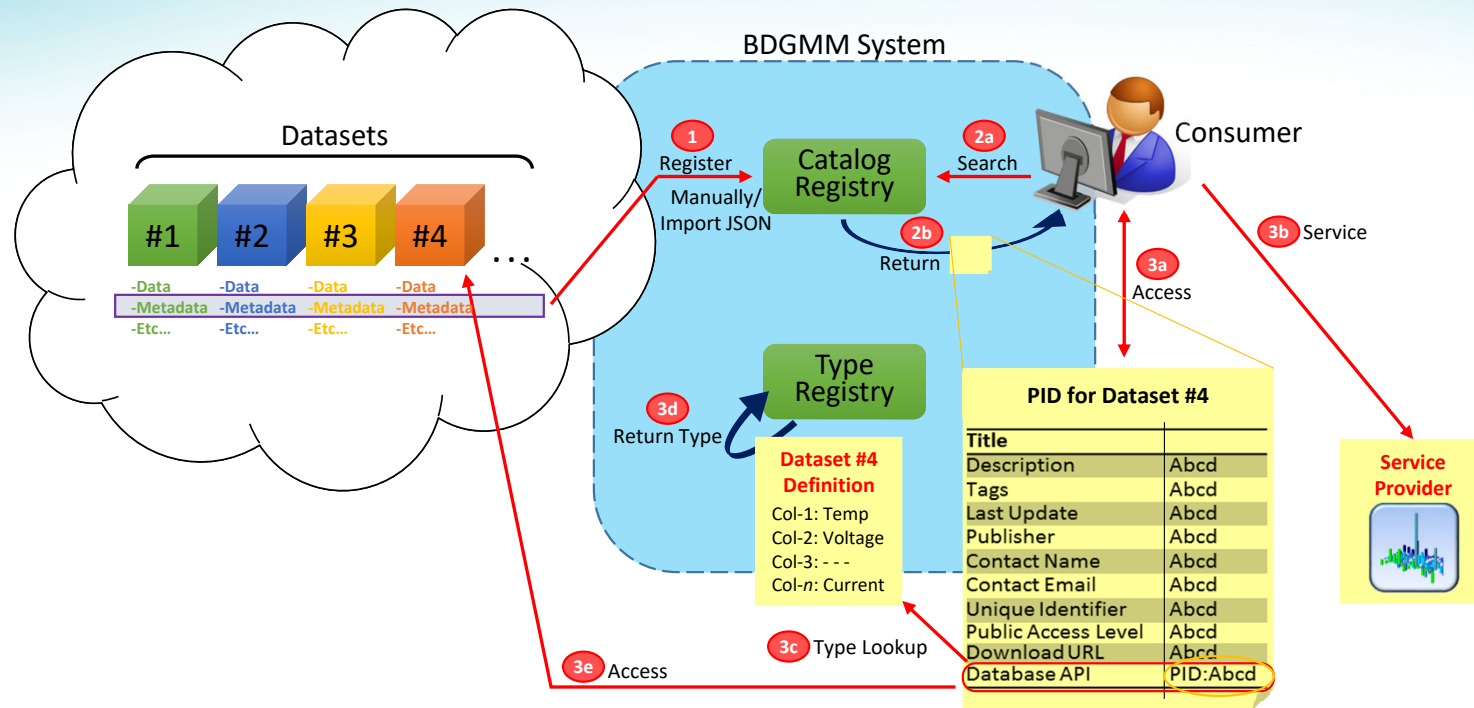 BDGMM System
Datasets
#1 #2 #3 #4 ...
-Data -Data -Data -Data
-Metadata -Metadata -Metadata -Metadata
-Etc... -Etc... -Etc... -Etc...
1
Register
Manually/
Import JSON
Catalog
Registry
2a
Search
Consumer
2b
Return
3a
Access
3b Service
Type
Registry
3d
Return Type
Dataset #4
Definition
Col-1: Temp
Col-2: Voltage
Col-3: - - -
Col-n: Current
PID for Dataset #4
Title
Description Abcd
Tags Abcd
Last Update Abcd
Publisher Abcd
Contact Name Abcd
Contact Email Abcd
Unique Identifier Abcd
Public Access Level Abcd
Download URL Abcd
Database API PID:Abcd
Service
Provider
3c Type Lookup
3e Access